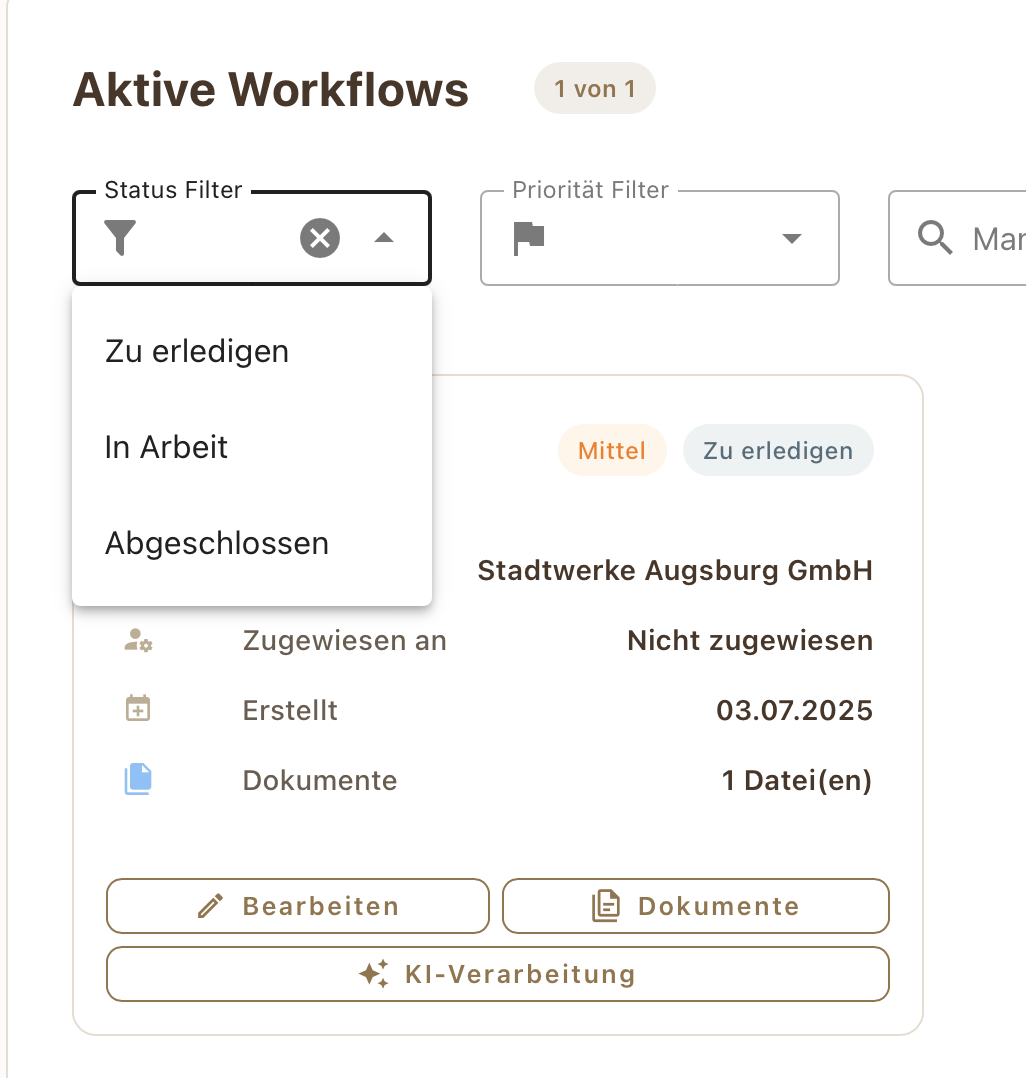 Aktive Workflows
1 von 1
Status Filter
Priorität Filter
Zu erledigen
In Arbeit
Abgeschlossen
Mittel
Zu erledigen
Stadtwerke Augsburg GmbH
Zugewiesen an
Nicht zugewiesen
Erstellt
03.07.2025
Dokumente
1 Datei(en)
Bearbeiten
Dokumente
KI-Verarbeitung